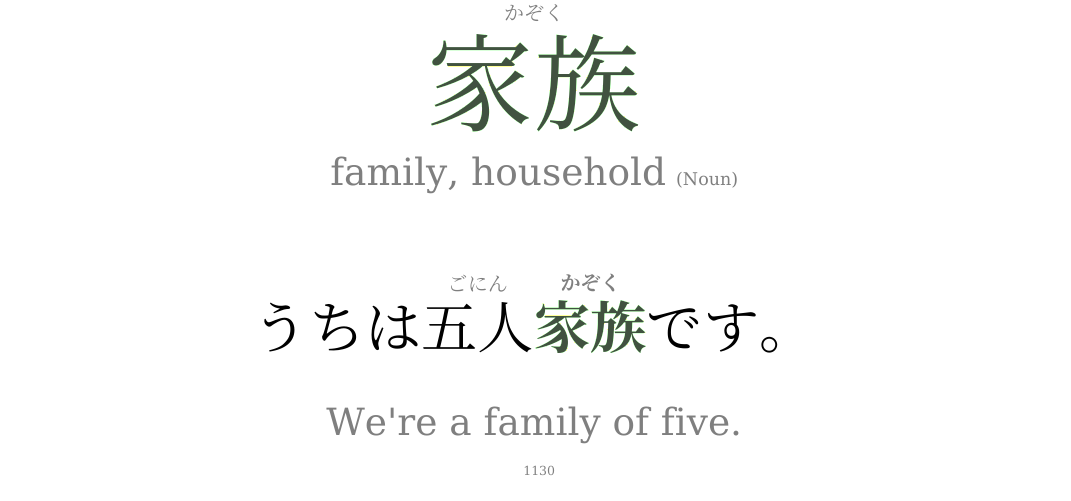 かぞく
家族
family, household (Noun)
ごにん かぞく
うちは五人家族です。
We're a family of five.
1130